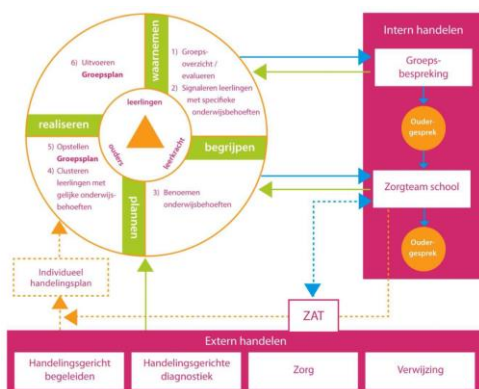 waarnemen
1) Groeps-
overzicht /
evalueren
2) Signaleren leerlingen
met specifieke
onderwijsbehoeften
begrijpen
3) Benoemen
onderwijsbehoeften
plannen
4) Clusteren
leerlingen met
gelijke onderwijs-
behoeften
5) Opstellen
Groepsplan
realiseren
6) Uitvoeren
Groepsplan
leerlingen
ouders
leerkracht
Intern handelen
Groeps-
bespreking
Ouder-
gesprek
Zorgteam school
Ouder-
gesprek
Individueel
handelingsplan
ZAT
Extern handelen
Handelingsgericht
begeleiden
Handelingsgerichte
diagnostiek
Zorg
Verwijzing